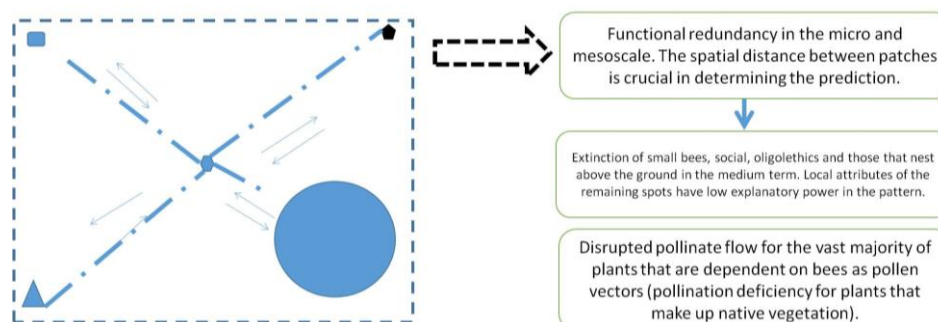 Functional redundancy in the micro and
mesoscale. The spatial distance between patches
is crucial in determining the prediction.
Extinction of small bees, social, oligolethics and those that nest
above the ground in the medium term. Local attributes of the
remaining spots have low explanatory power in the pattern.
Disrupted pollinate flow for the vast majority of
plants that are dependent on bees as pollen
vectors (pollination deficiency for plants that
make up native vegetation).